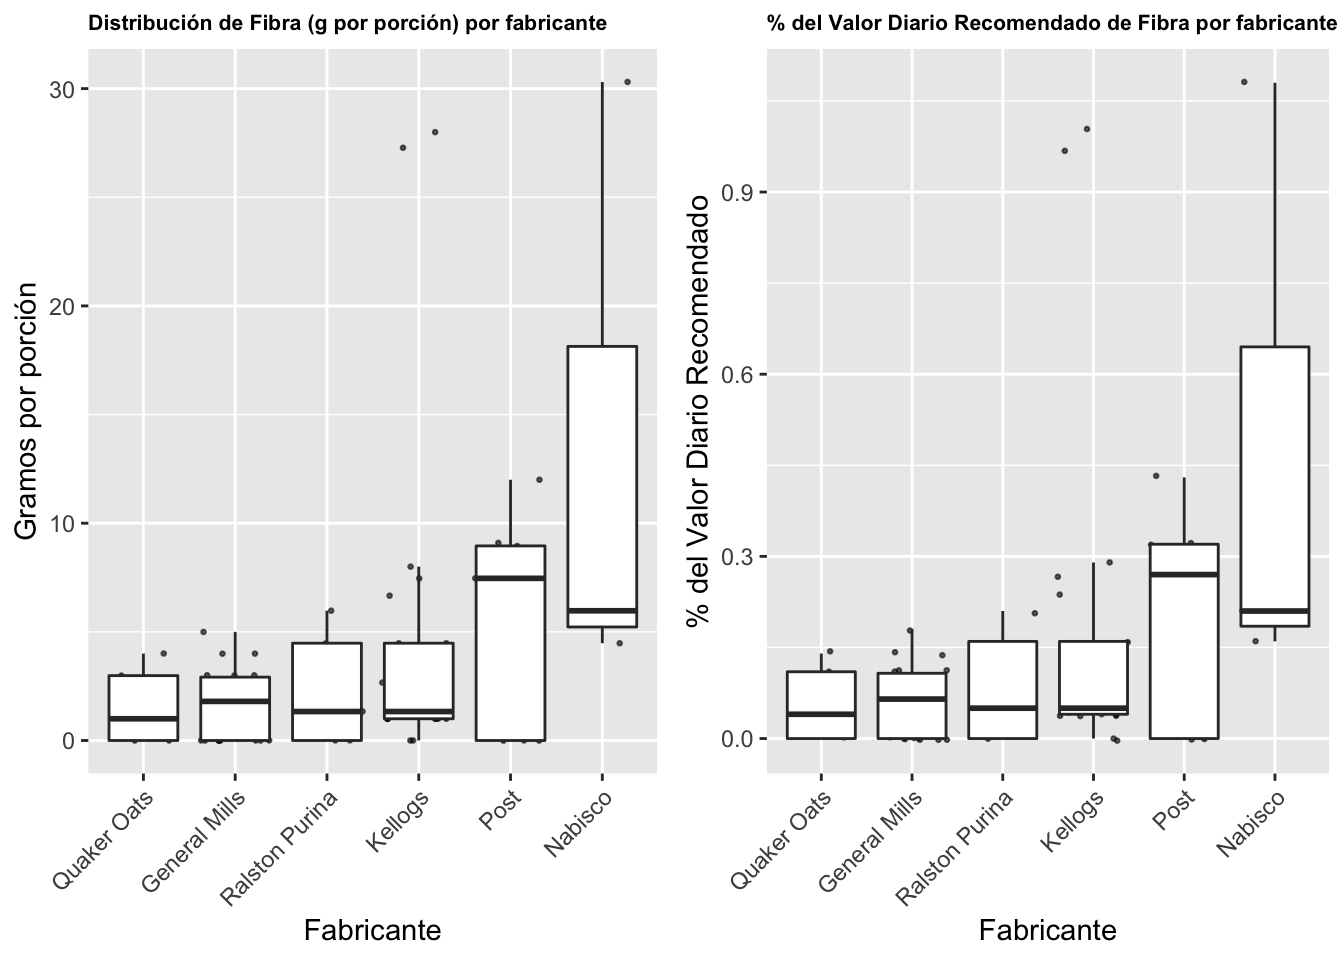 Distribución de Fibra (g por porción) por fabricante
Gramos por porción
30
20
10
0
Quaker Oats
General Mills
Ralston Purina
Kellogs
Post
Nabisco
Fabricante
% del Valor Diario Recomendado de Fibra por fabricante
% del Valor Diario Recomendado
0.9
0.6
0.3
0.0
Quaker Oats
General Mills
Ralston Purina
Kellogs
Post
Nabisco
Fabricante